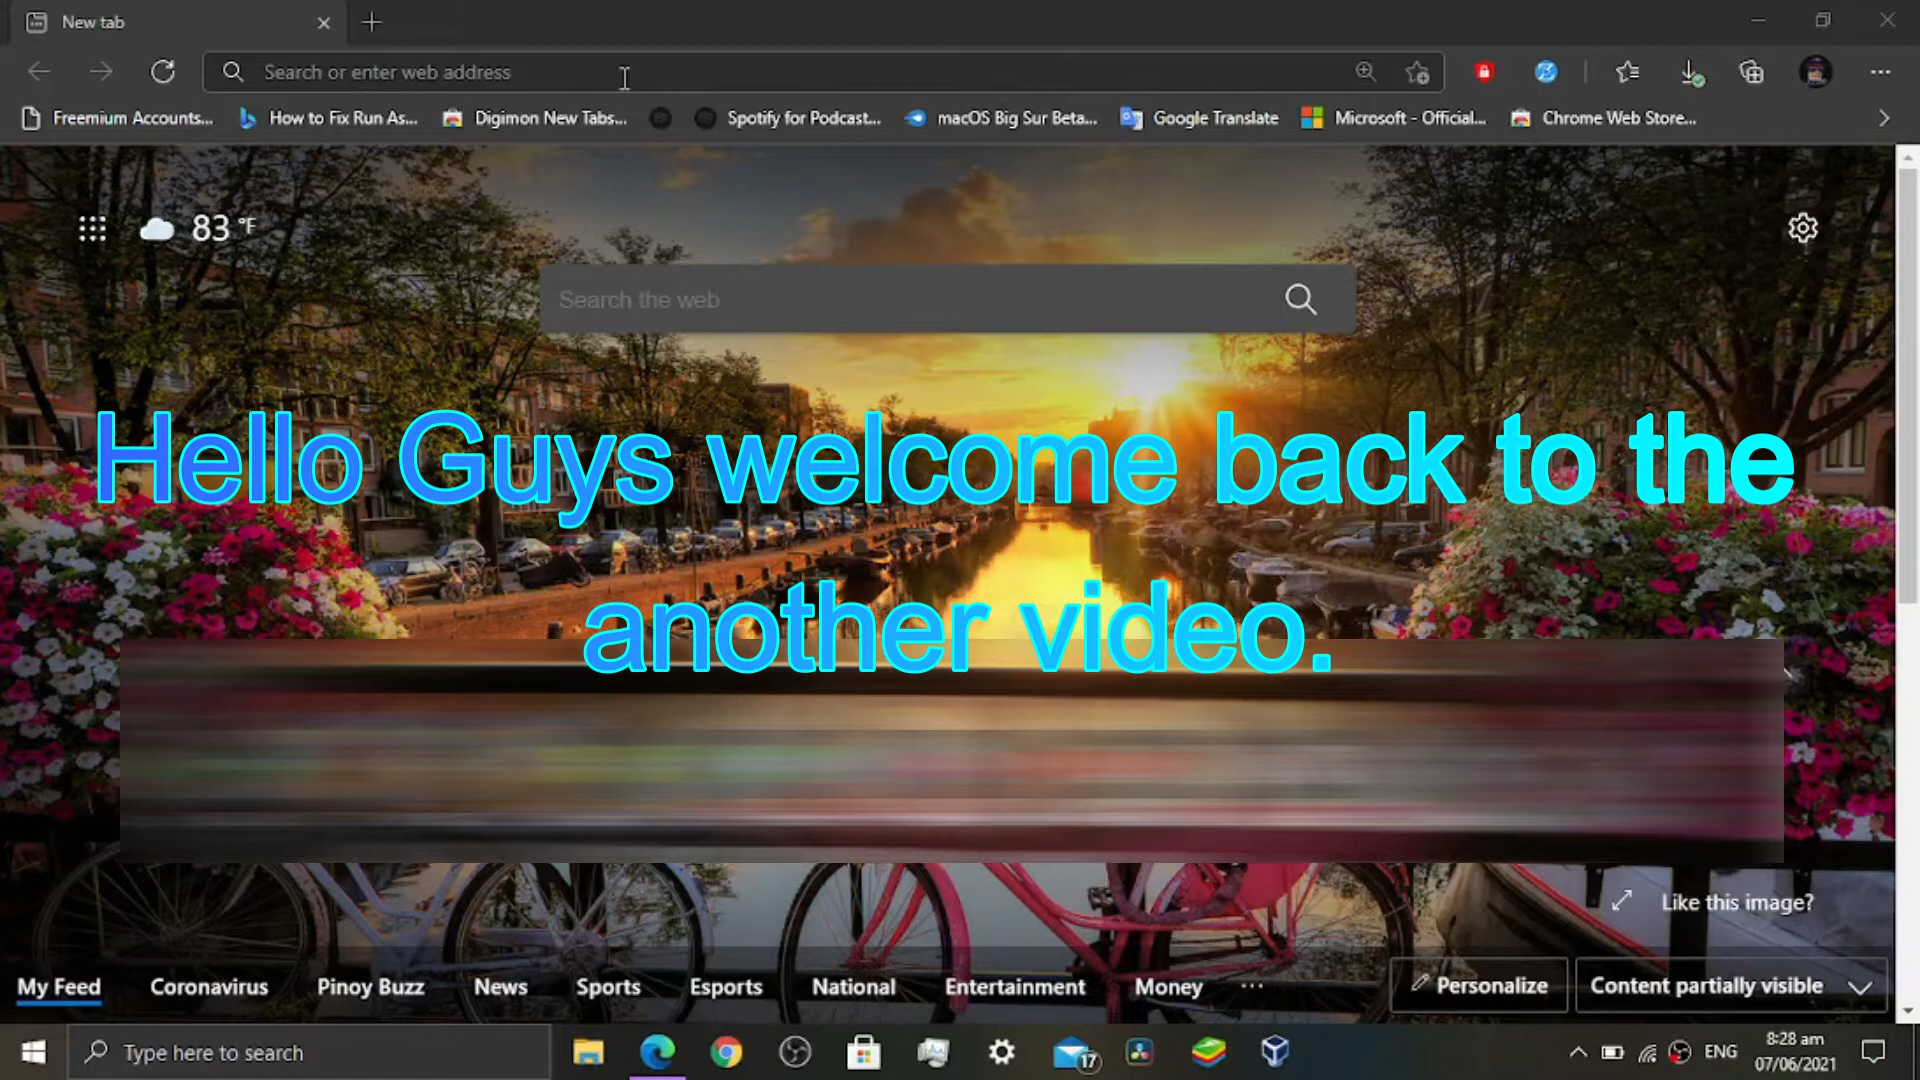 New tab
Search or enter web address
Freemium Accounts... How to Fix Run As... Digimon New Tabs... Spotify for Podcast... macOS Big Sur Beta... Google Translate Microsoft - Official... Chrome Web Store...
83 °F
Search the web
Hello Guys welcome back to the
another video.
Like this image?
My Feed Coronavirus Pinoy Buzz News Sports Esports National Entertainment Money ... Personalize Content partially visible
Type here to search
17
ENG
8:28 am
07/06/2021